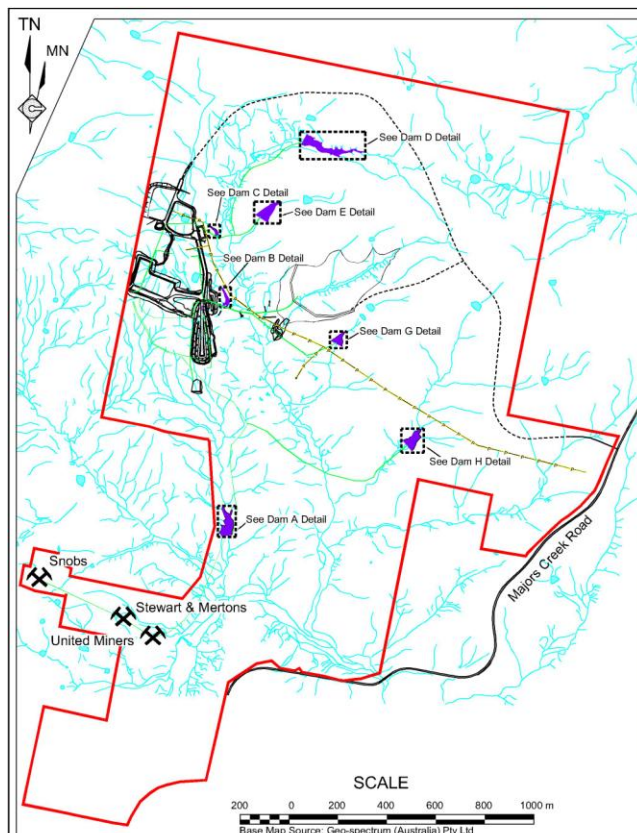 TN
MN
See Dam D Detail
See Dam C Detail
See Dam E Detail
See Dam B Detail
See Dam G Detail
See Dam H Detail
See Dam A Detail
Snobs
Stewart & Mertons
United Miners
Majors Creek Road
SCALE
200 0 200 400 600 800 1000 m
Base Map Source: Geo-spectrum (Australia) Pty Ltd